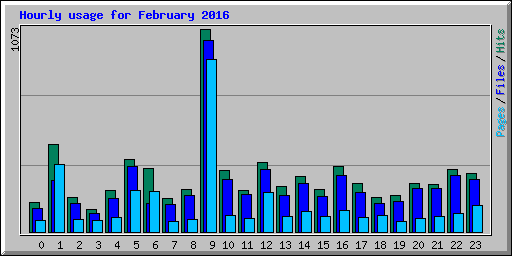 Hourly usage for February 2016
1073
Pages / Files / Hits
0 1 2 3 4 5 6 7 8 9 10 11 12 13 14 15 16 17 18 19 20 21 22 23